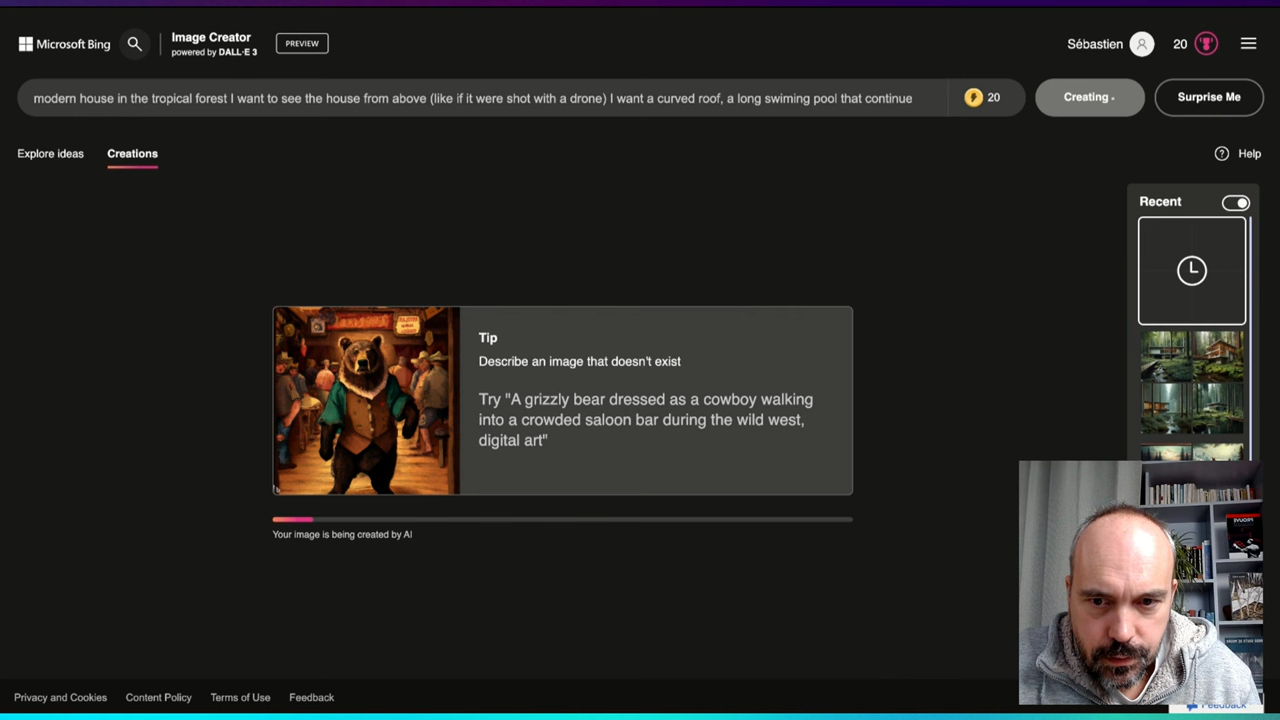 Microsoft Bing
Image Creator
powered by DALL·E 3
PREVIEW
Sébastien
20
modern house in the tropical forest I want to see the house from above (like if it were shot with a drone) I want a curved roof, a long swiming pool that continue
20
Creating
Surprise Me
Explore ideas
Creations
Help
Recent
Tip
Describe an image that doesn't exist
Try "A grizzly bear dressed as a cowboy walking
into a crowded saloon bar during the wild west,
digital art"
Your image is being created by AI
Privacy and Cookies
Content Policy
Terms of Use
Feedback
Feedback